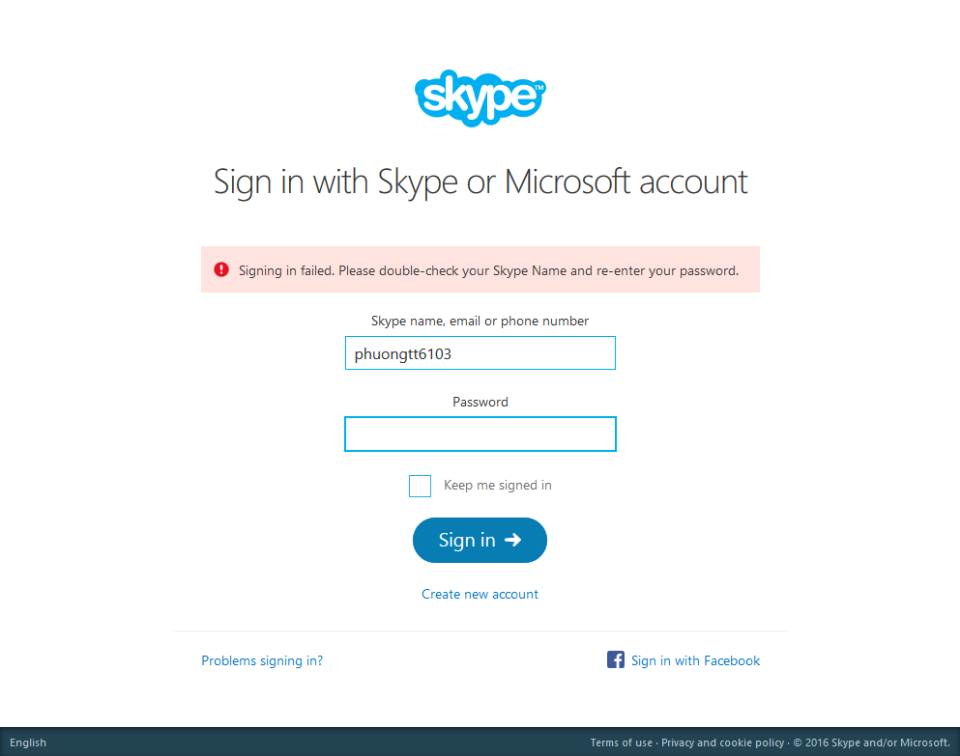 skype™
Sign in with Skype or Microsoft account
Signing in failed. Please double-check your Skype Name and re-enter your password.
Skype name, email or phone number
phuongtt6103
Password
Keep me signed in
Sign in
Create new account
Problems signing in?
Sign in with Facebook
English
Terms of use · Privacy and cookie policy · © 2016 Skype and/or Microsoft.